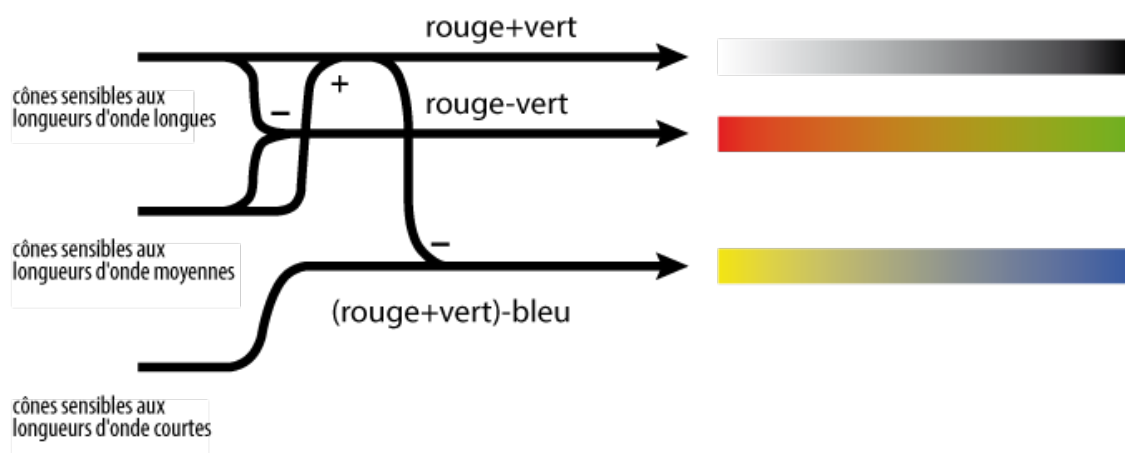 rouge+vert
+
cônes sensibles aux
longueurs d'onde longues
−
rouge-vert
cônes sensibles aux
longueurs d'onde moyennes
−
(rouge+vert)-bleu
cônes sensibles aux
longueurs d'onde courtes